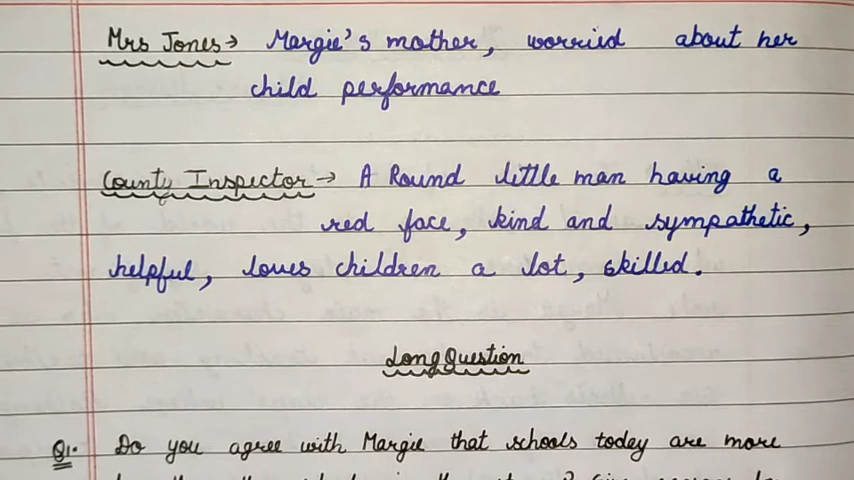 Mrs Jones → Margie's mother, worried about her
child performance
County Inspector → A Round little man having a
red face, kind and sympathetic,
helpful, loves children a lot, skilled.
Long Question
Q1. Do you agree with Margie that schools today are more